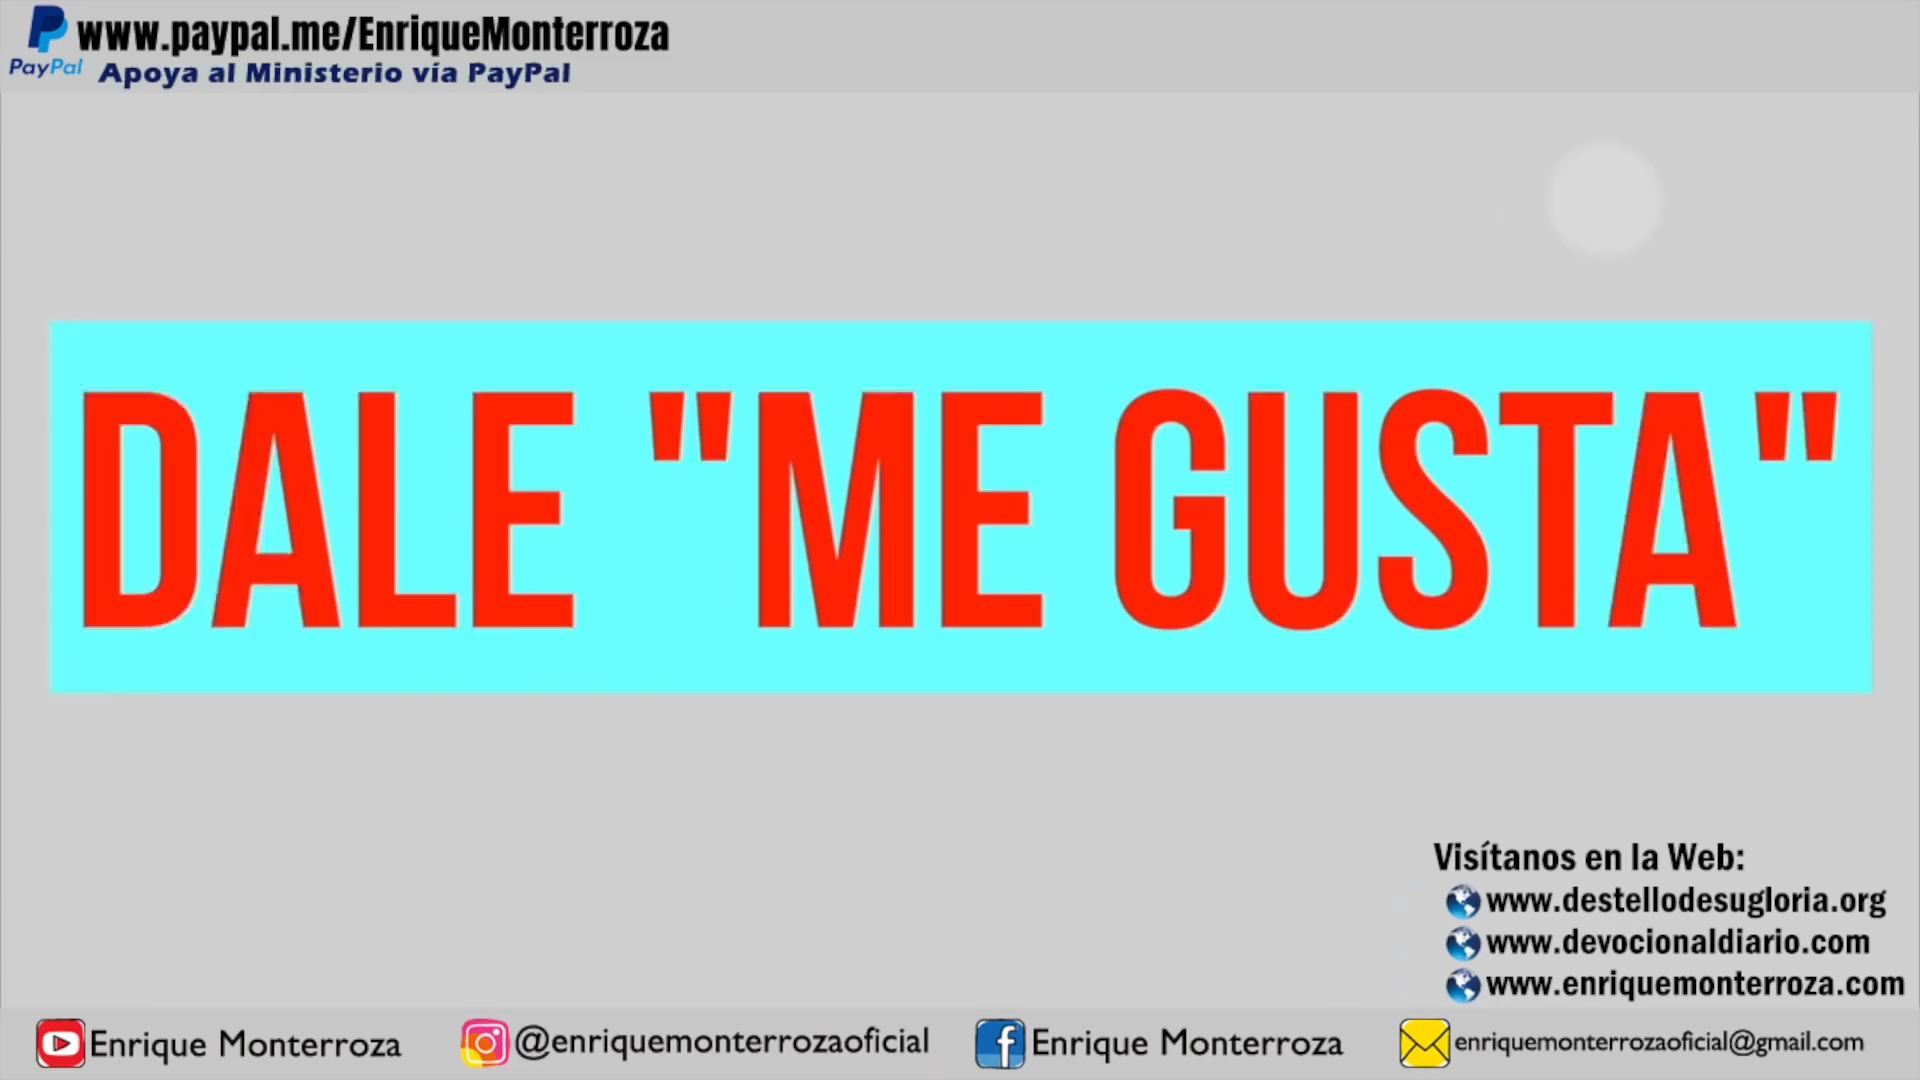 www.paypal.me/EnriqueMonterroza
PayPal
Apoya al Ministerio vía PayPal
DALE "ME GUSTA"
Visítanos en la Web:
www.destellodesugloria.org
www.devocionaldiario.com
www.enriquemonterroza.com
Enrique Monterroza
@enriquemonterrozaoficial
Enrique Monterroza
enriquemonterrozaoficial@gmail.com